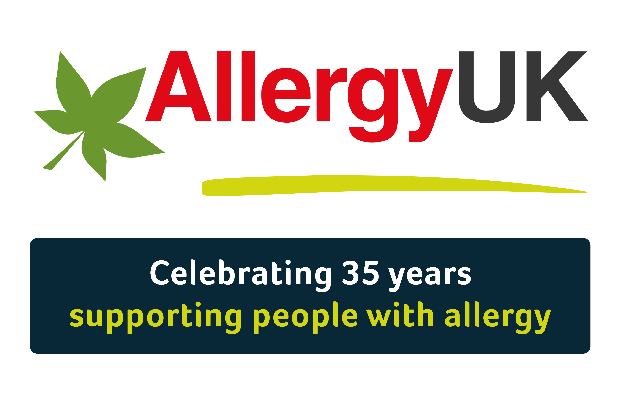 AllergyUK
Celebrating 35 years
supporting people with allergy